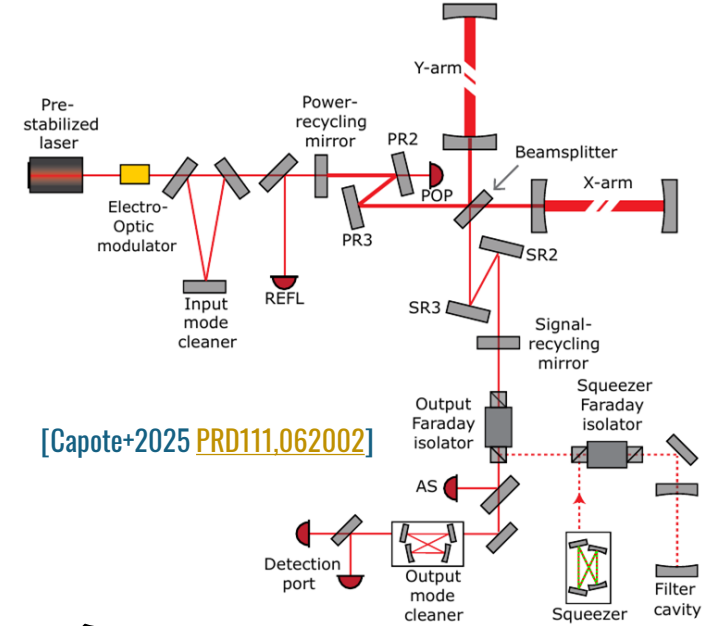 Y-arm
Pre-
stabilized
laser
Power-
recycling
mirror
PR2
Beamsplitter
POP
X-arm
Electro-
Optic
modulator
PR3
SR2
REFL
Input
mode
cleaner
SR3
Signal-
recycling
mirror
Output
Faraday
isolator
Squeezer
Faraday
isolator
[Capote+2025 PRD111,062002]
AS
Detection
port
Output
mode
cleaner
Squeezer
Filter
cavity